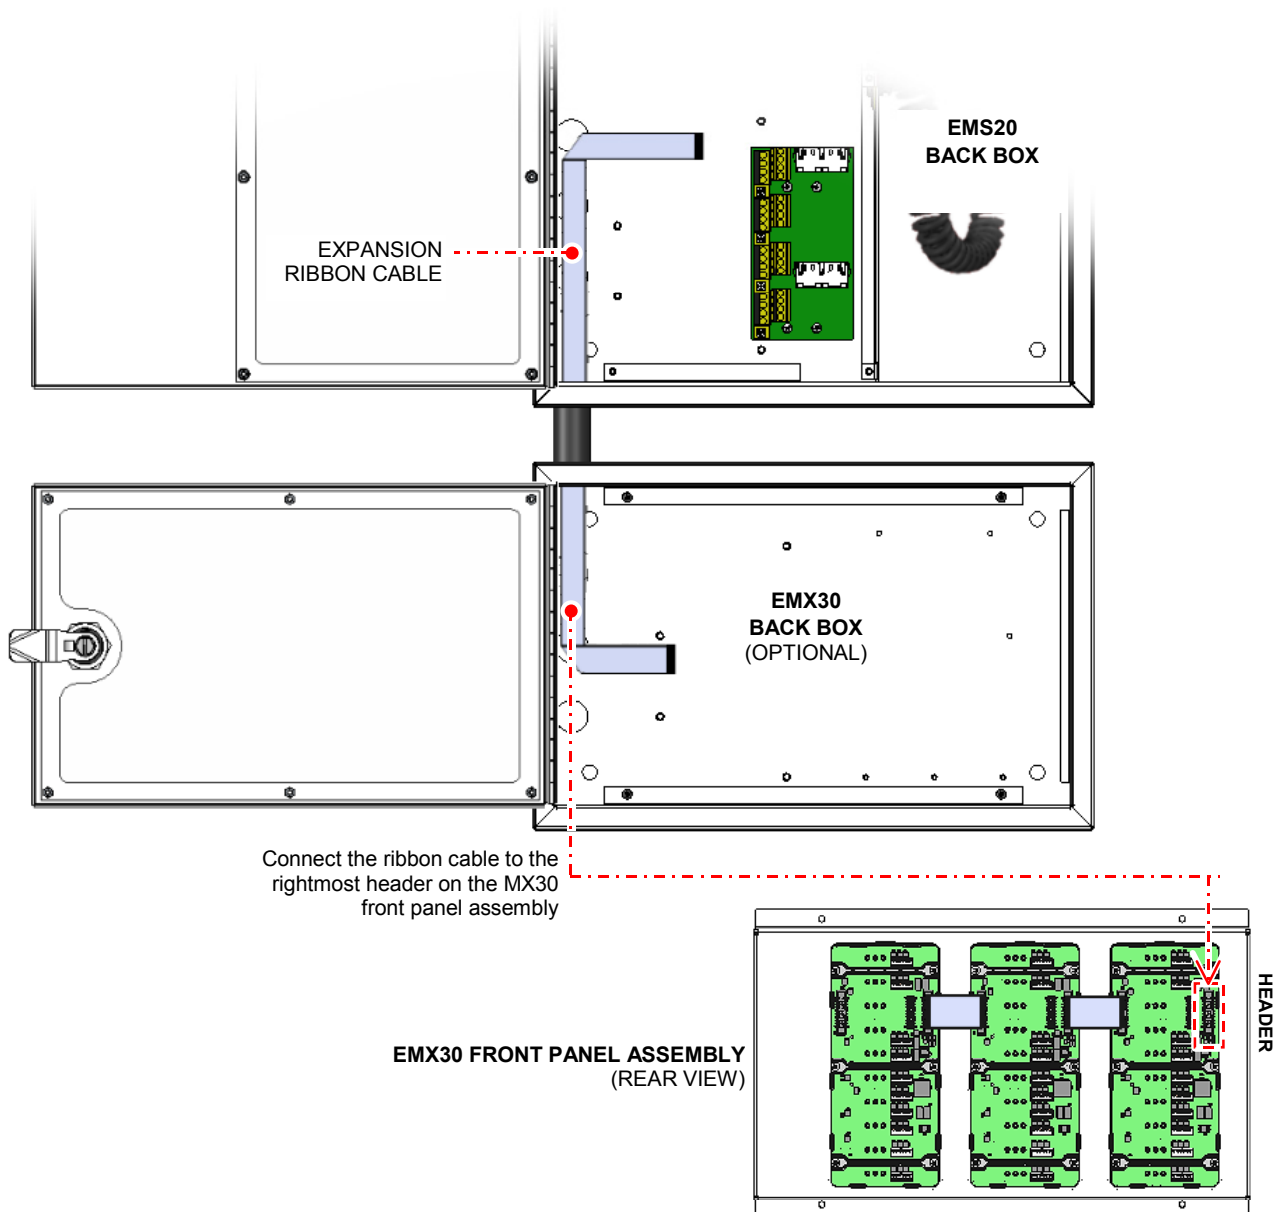 EMS20
BACK BOX
EXPANSION
RIBBON CABLE
EMX30
BACK BOX
(OPTIONAL)
Connect the ribbon cable to the
rightmost header on the MX30
front panel assembly
HEADER
EMX30 FRONT PANEL ASSEMBLY
(REAR VIEW)